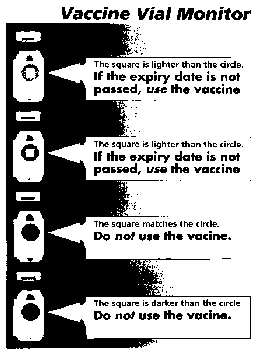 Vaccine Vial Monitor
The square is lighter than the circle.
If the expiry date is not
passed, use the vaccine
The square is lighter than the circle.
If the expiry date is not
passed, use the vaccine
The square matches the circle.
Do not use the vacine.
The square is darker than the circle
Do not use the vaccine.